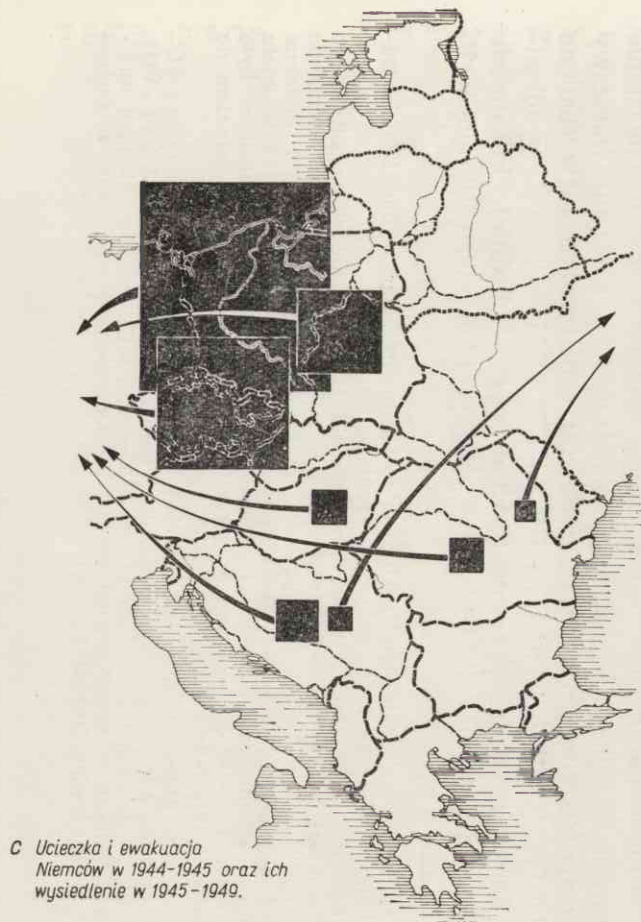 C Ucieczka i ewakuacja
Niemców w 1944-1945 oraz ich
wysiedlenie w 1945-1949.